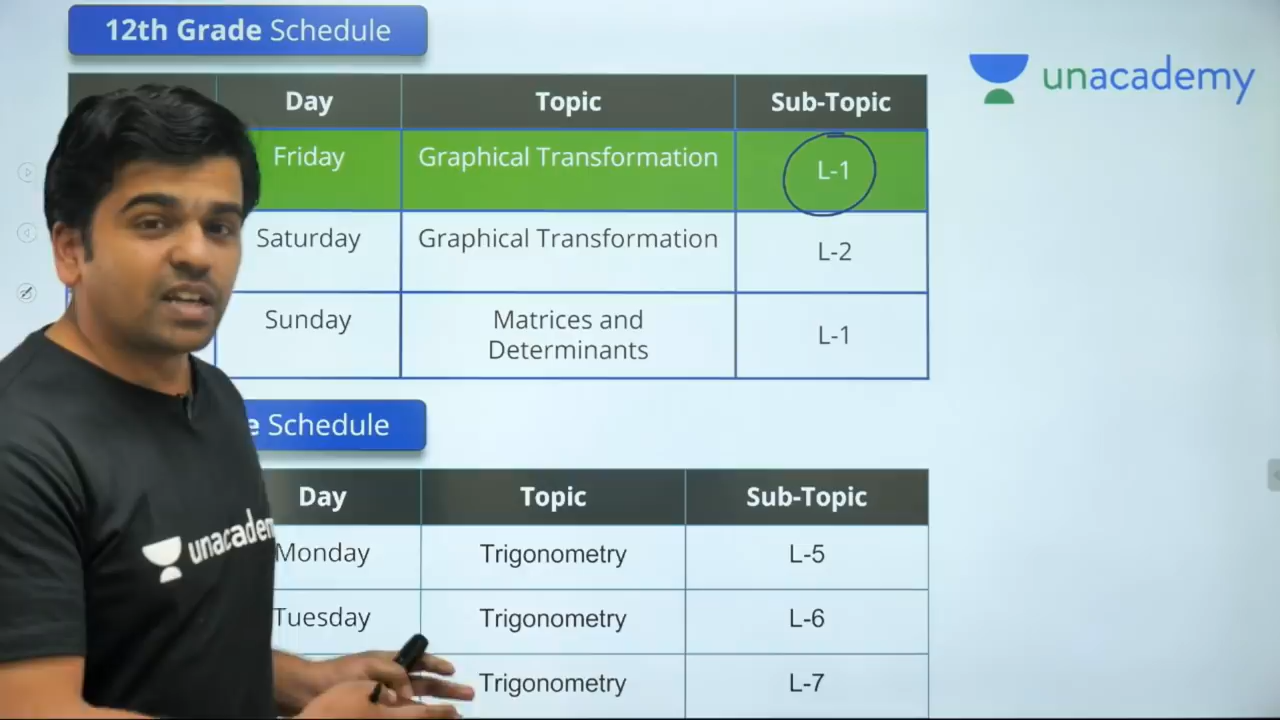 12th Grade Schedule
unacademy
Day Topic Sub-Topic
Friday Graphical Transformation L-1
Saturday Graphical Transformation L-2
Sunday Matrices and
Determinants L-1
Schedule
Day Topic Sub-Topic
Monday Trigonometry L-5
unacademy
Tuesday Trigonometry L-6
Trigonometry L-7